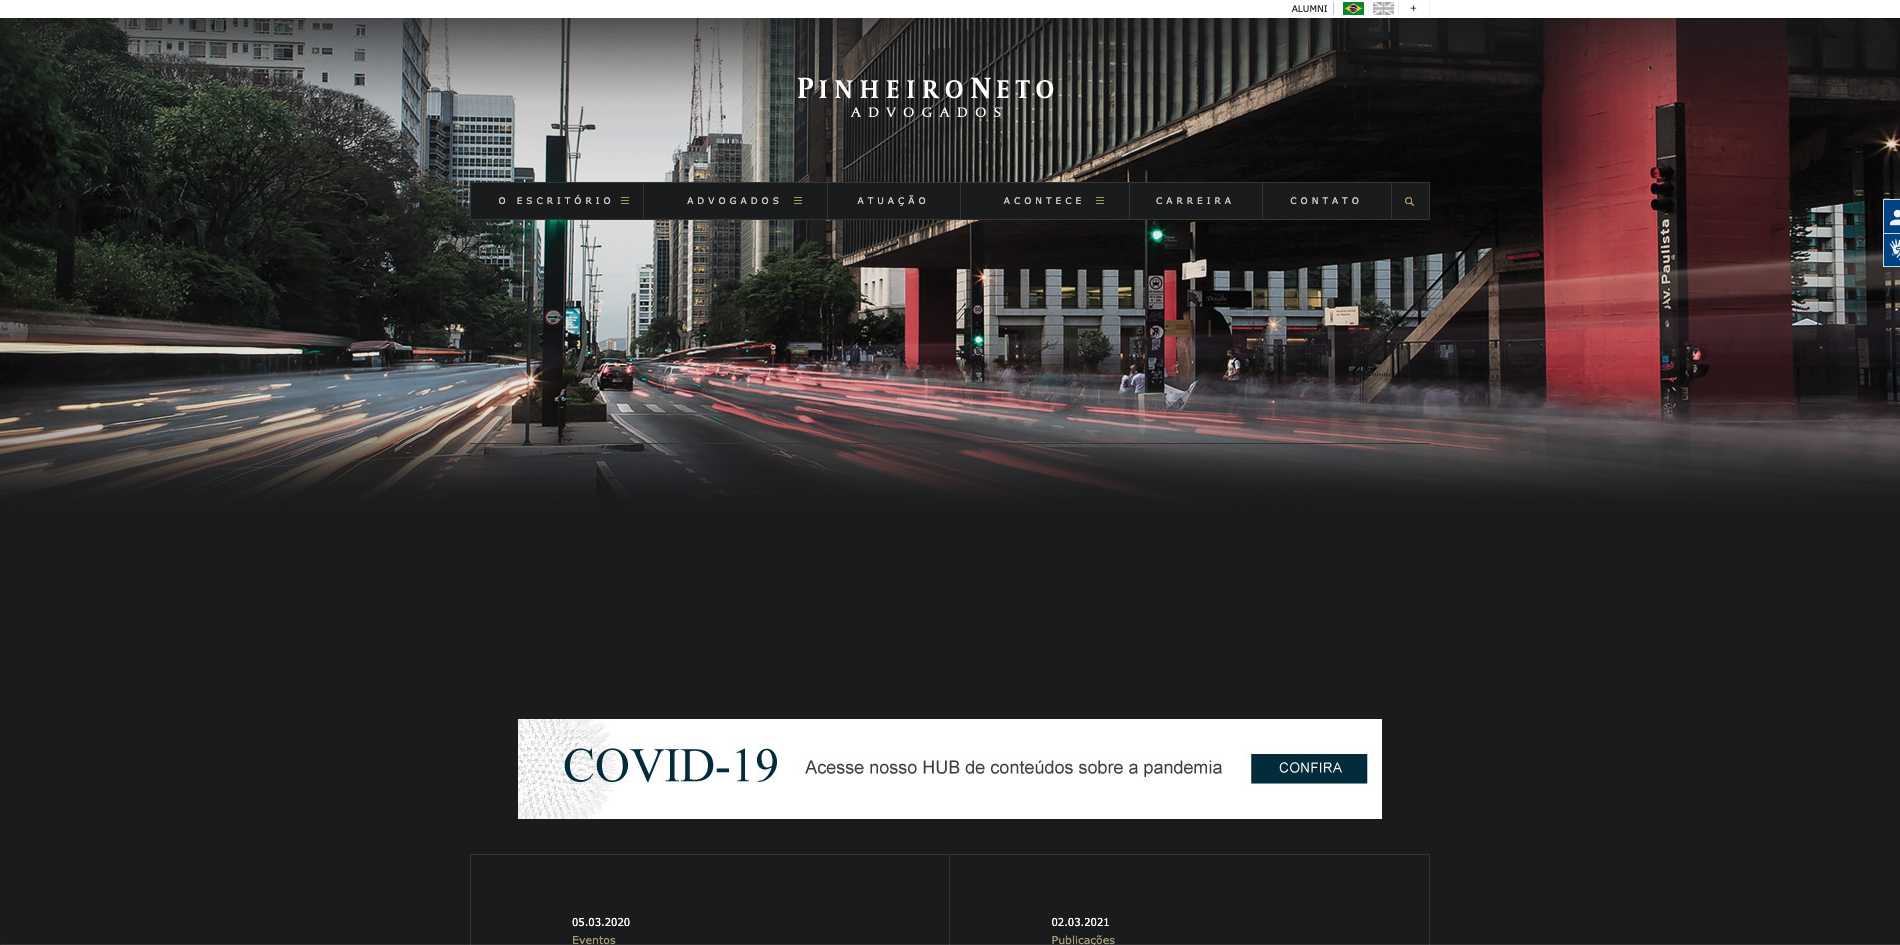 ALUMNI +
PINHEIRONETO
ADVOGADOS
O ESCRITÓRIO
ADVOGADOS
ATUAÇÃO
ACONTECE
CARREIRA
CONTATO
Av. Paulista
COVID-19
Acesse nosso HUB de conteúdos sobre a pandemia
CONFIRA
05.03.2020
Eventos
02.03.2021
Publicações